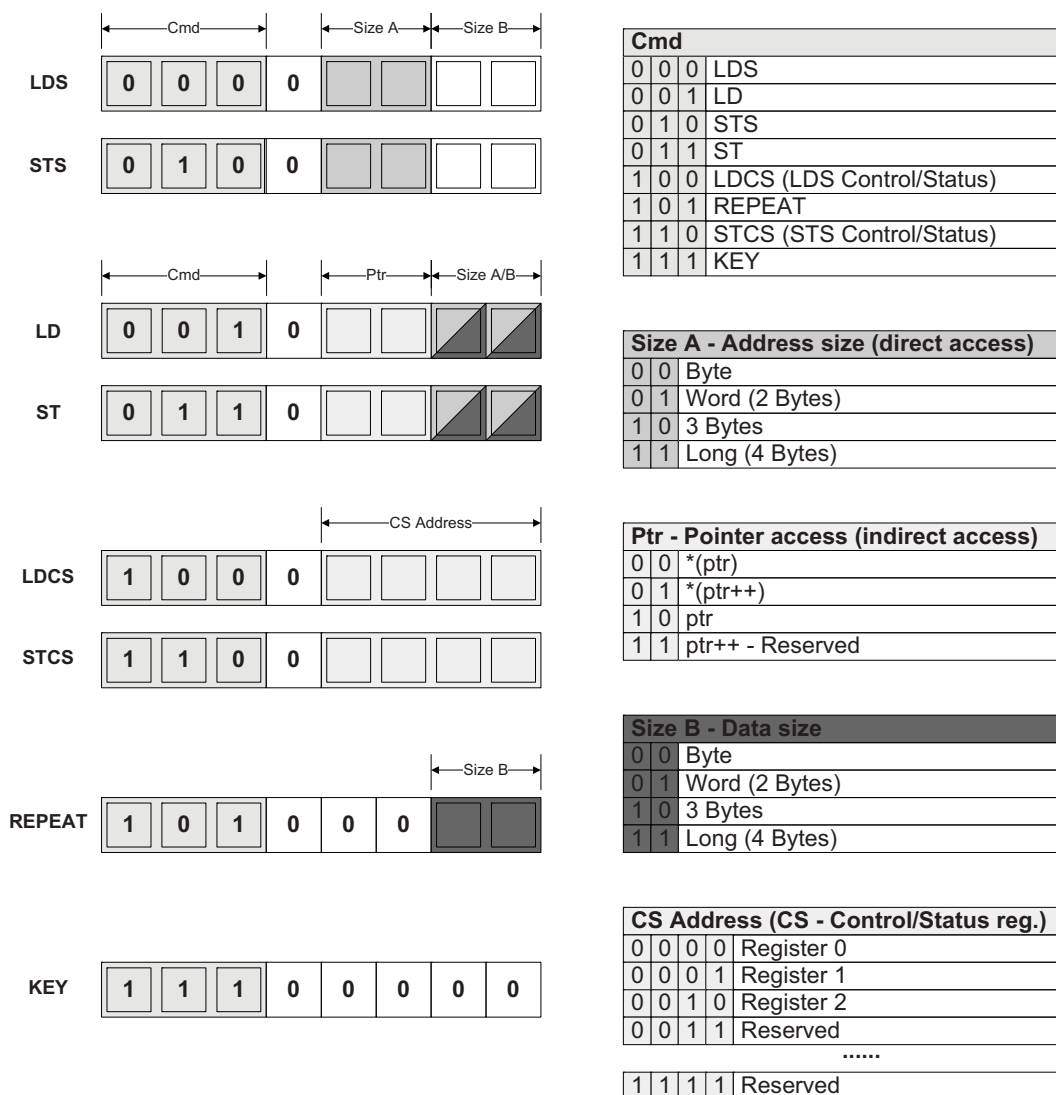 Cmd Size A Size B
LDS 0 0 0 0
STS 0 1 0 0
Cmd Ptr Size A/B
LD 0 0 1 0
ST 0 1 1 0
CS Address
LDCS 1 0 0 0
STCS 1 1 0 0
Size B
REPEAT 1 0 1 0 0 0
KEY 1 1 1 0 0 0 0 0
Cmd
0 0 0 LDS
0 0 1 LD
0 1 0 STS
0 1 1 ST
1 0 0 LDCS (LDS Control/Status)
1 0 1 REPEAT
1 1 0 STCS (STS Control/Status)
1 1 1 KEY
Size A - Address size (direct access)
0 0 Byte
0 1 Word (2 Bytes)
1 0 3 Bytes
1 1 Long (4 Bytes)
Ptr - Pointer access (indirect access)
0 0 *(ptr)
0 1 *(ptr++)
1 0 ptr
1 1 ptr++ - Reserved
Size B - Data size
0 0 Byte
0 1 Word (2 Bytes)
1 0 3 Bytes
1 1 Long (4 Bytes)
CS Address (CS - Control/Status reg.)
0 0 0 0 Register 0
0 0 0 1 Register 1
0 0 1 0 Register 2
0 0 1 1 Reserved
......
1 1 1 1 Reserved